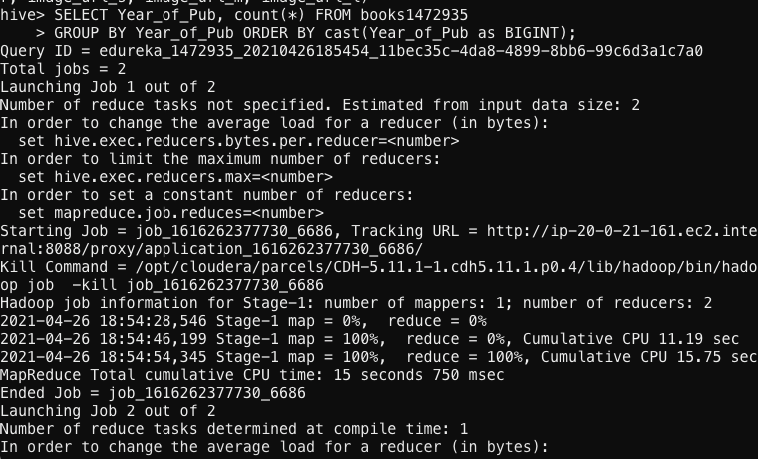 r, image_url_s, image_url_m, image_url_l)
hive> SELECT Year_of_Pub, count(*) FROM books1472935
    > GROUP BY Year_of_Pub ORDER BY cast(Year_of_Pub as BIGINT);
Query ID = edureka_1472935_20210426185454_11bec35c-4da8-4899-8bb6-99c6d3a1c7a0
Total jobs = 2
Launching Job 1 out of 2
Number of reduce tasks not specified. Estimated from input data size: 2
In order to change the average load for a reducer (in bytes):
  set hive.exec.reducers.bytes.per.reducer=<number>
In order to limit the maximum number of reducers:
  set hive.exec.reducers.max=<number>
In order to set a constant number of reducers:
  set mapreduce.job.reduces=<number>
Starting Job = job_1616262377730_6686, Tracking URL = http://ip-20-0-21-161.ec2.inte
rnal:8088/proxy/application_1616262377730_6686/
Kill Command = /opt/cloudera/parcels/CDH-5.11.1-1.cdh5.11.1.p0.4/lib/hadoop/bin/hado
op job  -kill job_1616262377730_6686
Hadoop job information for Stage-1: number of mappers: 1; number of reducers: 2
2021-04-26 18:54:28,546 Stage-1 map = 0%,  reduce = 0%
2021-04-26 18:54:46,199 Stage-1 map = 100%,  reduce = 0%, Cumulative CPU 11.19 sec
2021-04-26 18:54:54,345 Stage-1 map = 100%,  reduce = 100%, Cumulative CPU 15.75 sec
MapReduce Total cumulative CPU time: 15 seconds 750 msec
Ended Job = job_1616262377730_6686
Launching Job 2 out of 2
Number of reduce tasks determined at compile time: 1
In order to change the average load for a reducer (in bytes):